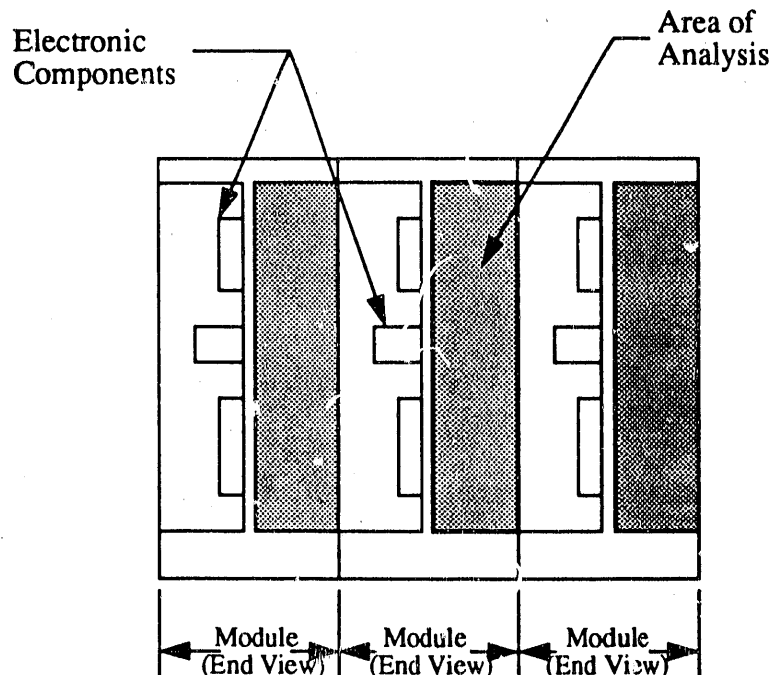 Electronic
Components
Area of
Analysis
Module
(End View)
Module
(End View)
Module
(End View)